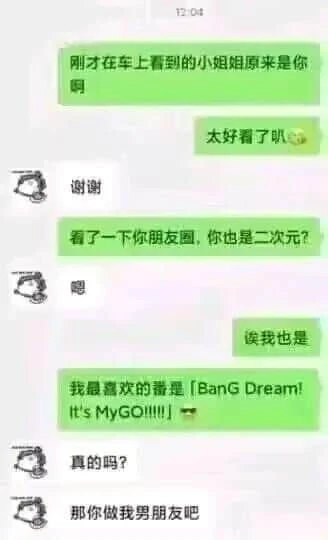 12:04
刚才在车上看到的小姐姐原来是你
啊
太好看了叭😘
谢谢
看了一下你朋友圈，你也是二次元?
嗯
诶我也是
我最喜欢的番是「BanG Dream!
It's MyGO!!!!!」😎
真的吗?
那你做我男朋友吧